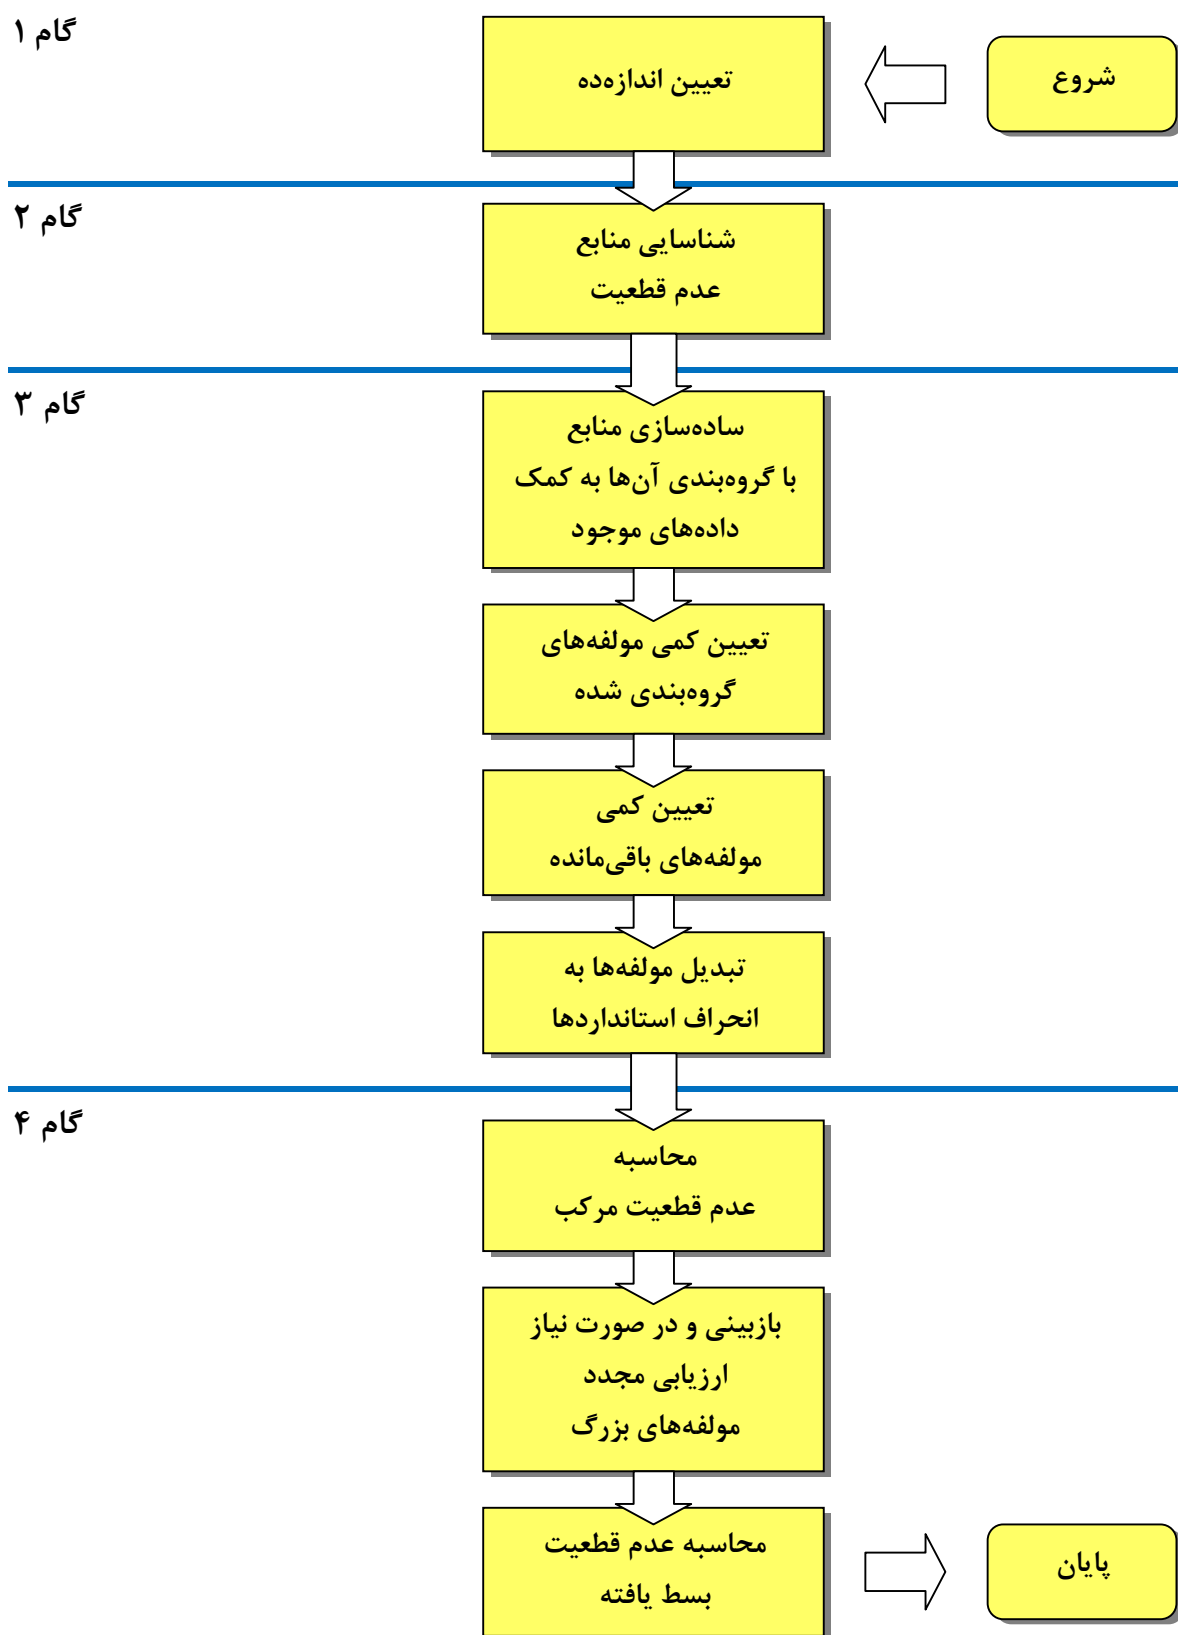 گام ۱
شروع
تعیین اندازه‌ده
گام ۲
شناسایی منابع
عدم قطعیت
گام ۳
ساده‌سازی منابع
با گروه‌بندی آن‌ها به کمک
داده‌های موجود
تعیین کمی مولفه‌های
گروه‌بندی شده
تعیین کمی
مولفه‌های باقی‌مانده
تبدیل مولفه‌ها به
انحراف استانداردها
گام ۴
محاسبه
عدم قطعیت مرکب
بازبینی و در صورت نیاز
ارزیابی مجدد
مولفه‌های بزرگ
محاسبه عدم قطعیت
بسط یافته
پایان